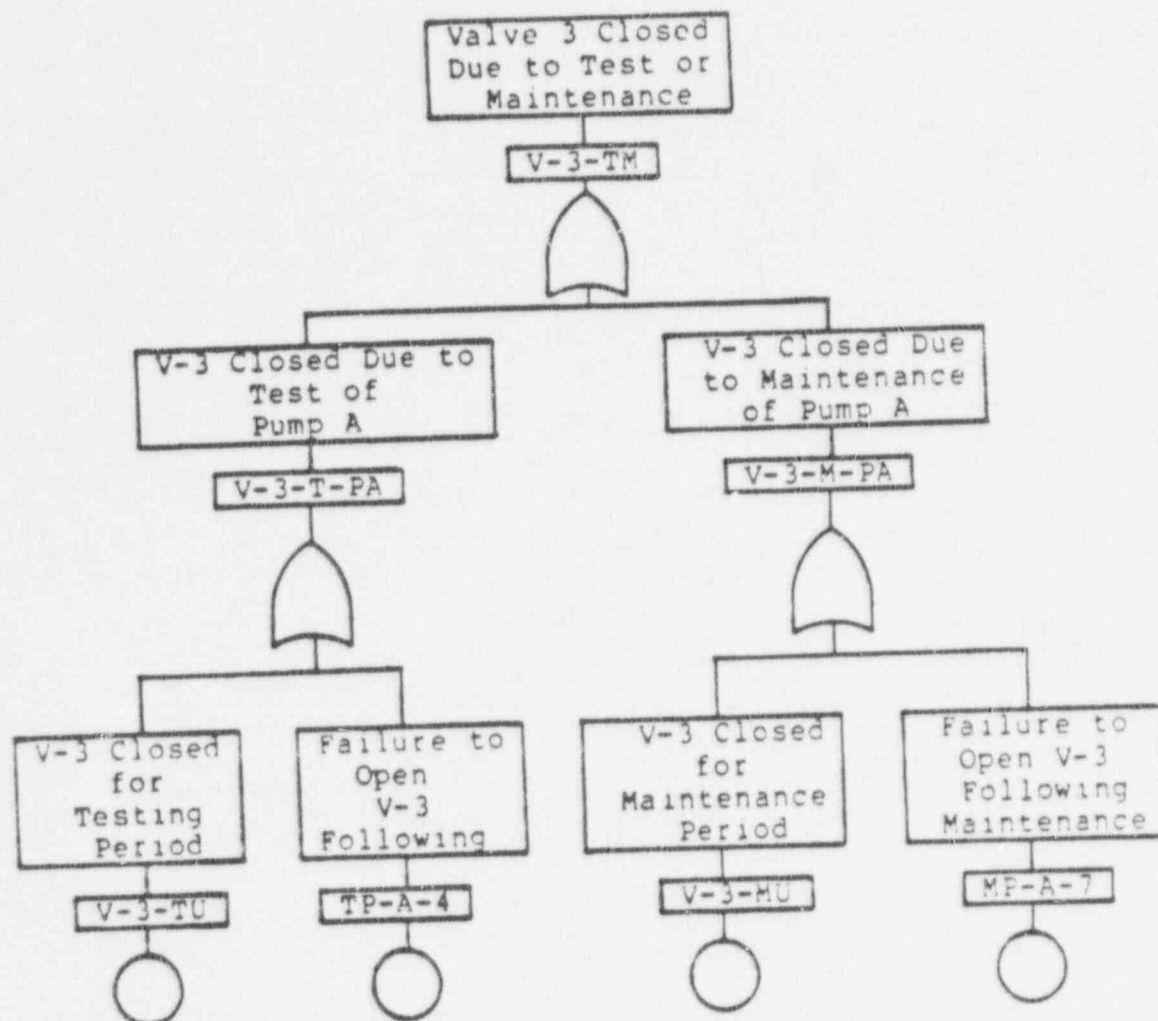 Valve 3 Closed
Due to Test or
Maintenance
V-3-TM
V-3 Closed Due to
Test of
Pump A
V-3-T-PA
V-3 Closed Due
to Maintenance
of Pump A
V-3-M-PA
V-3 Closed
for
Testing
Period
V-3-TU
Failure to
Open
V-3
Following
TP-A-4
V-3 Closed
for
Maintenance
Period
V-3-MU
Failure to
Open V-3
Following
Maintenance
MP-A-7